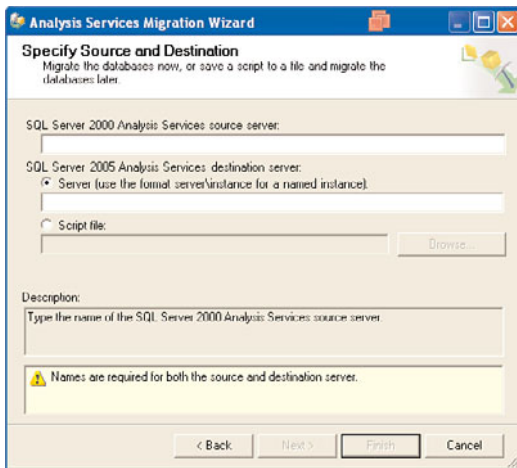 Analysis Services Migration Wizard
Specify Source and Destination
Migrate the databases now, or save a script to a file and migrate the
databases later.
SQL Server 2000 Analysis Services source server:
SQL Server 2005 Analysis Services destination server:
Server (use the format server\instance for a named instance):
Script file:
Browse...
Description:
Type the name of the SQL Server 2000 Analysis Services source server.
Names are required for both the source and destination server.
< Back
Next >
Finish
Cancel